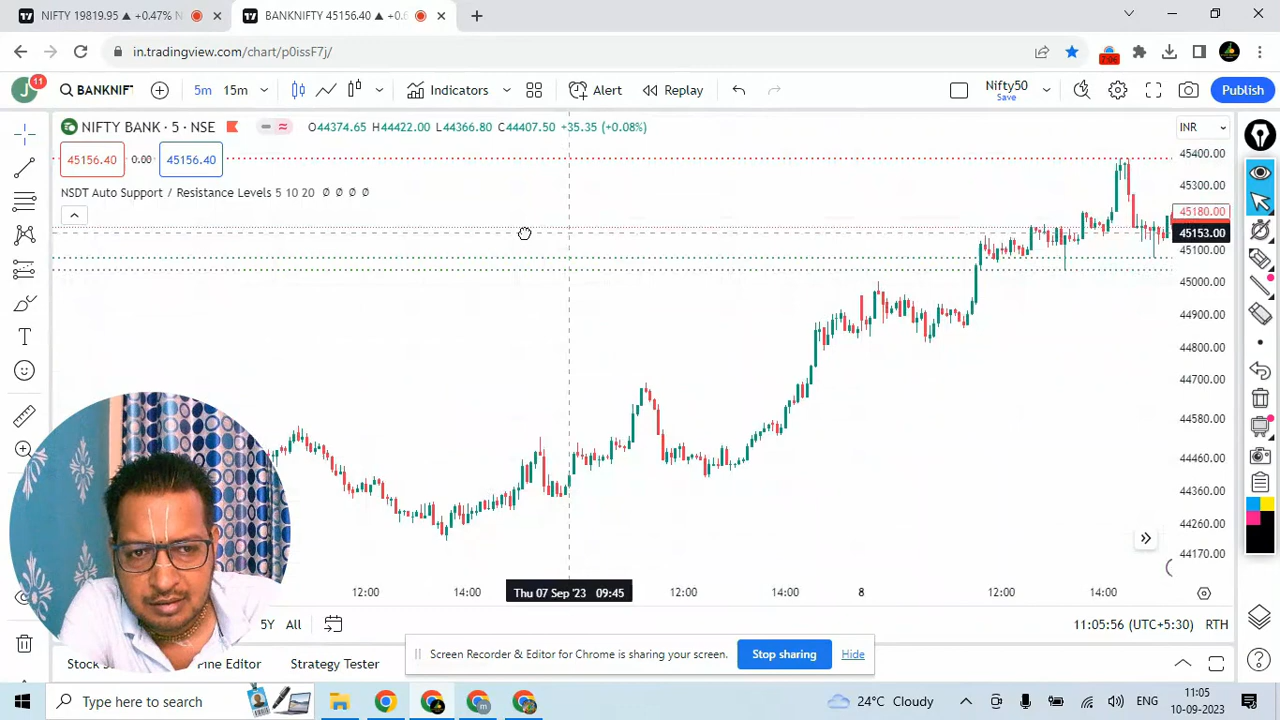 NIFTY 19819.95 ▲ +0.47% N
BANKNIFTY 45156.40 ▲ +0.6
in.tradingview.com/chart/p0issF7j/
7:06
J
11
BANKNIF
5m
15m
Indicators
Alert
Replay
Nifty50
Save
Publish
NIFTY BANK · 5 · NSE
O44374.65 H44422.00 L44366.80 C44407.50 +35.35 (+0.08%)
INR
45156.40
0.00
45156.40
NSDT Auto Support / Resistance Levels 5 10 20 Ø Ø Ø Ø
45400.00
45300.00
45180.00
45153.00
45100.00
45000.00
44900.00
44800.00
44700.00
44580.00
44460.00
44360.00
44260.00
44170.00
12:00
14:00
Thu 07 Sep '23 09:45
12:00
14:00
8
12:00
14:00
5Y
All
11:05:56 (UTC+5:30)
RTH
Screen Recorder & Editor for Chrome is sharing your screen.
Stop sharing
Hide
Stock
ine Editor
Strategy Tester
Type here to search
24°C Cloudy
ENG
11:05
10-09-2023